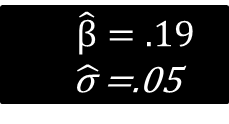 β̂ = .19
σ̂ =.05